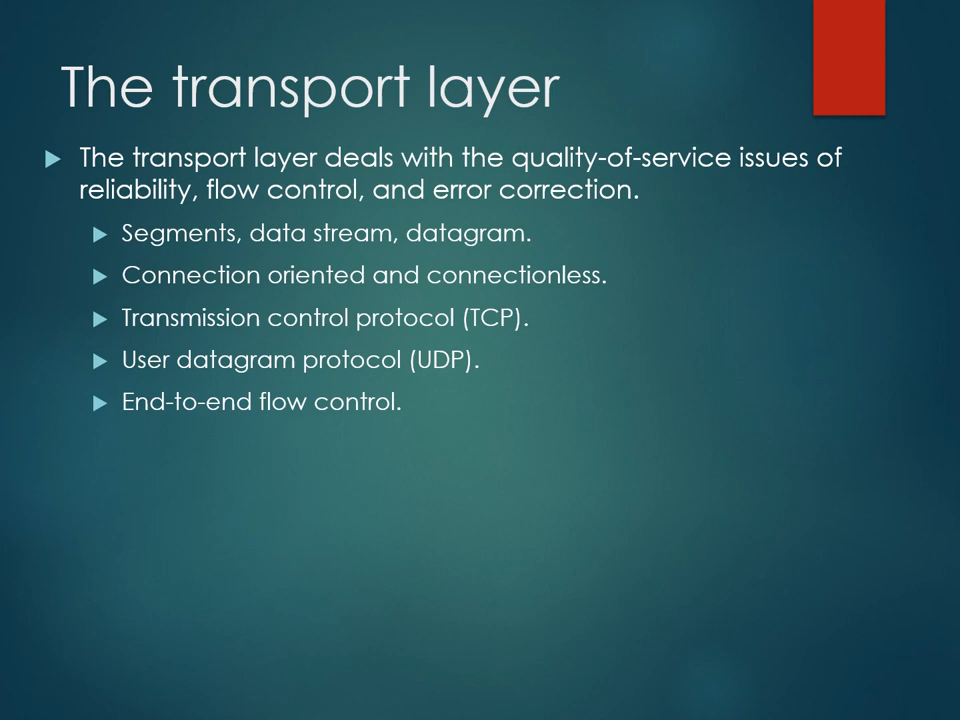 The transport layer
The transport layer deals with the quality-of-service issues of
reliability, flow control, and error correction.
Segments, data stream, datagram.
Connection oriented and connectionless.
Transmission control protocol (TCP).
User datagram protocol (UDP).
End-to-end flow control.